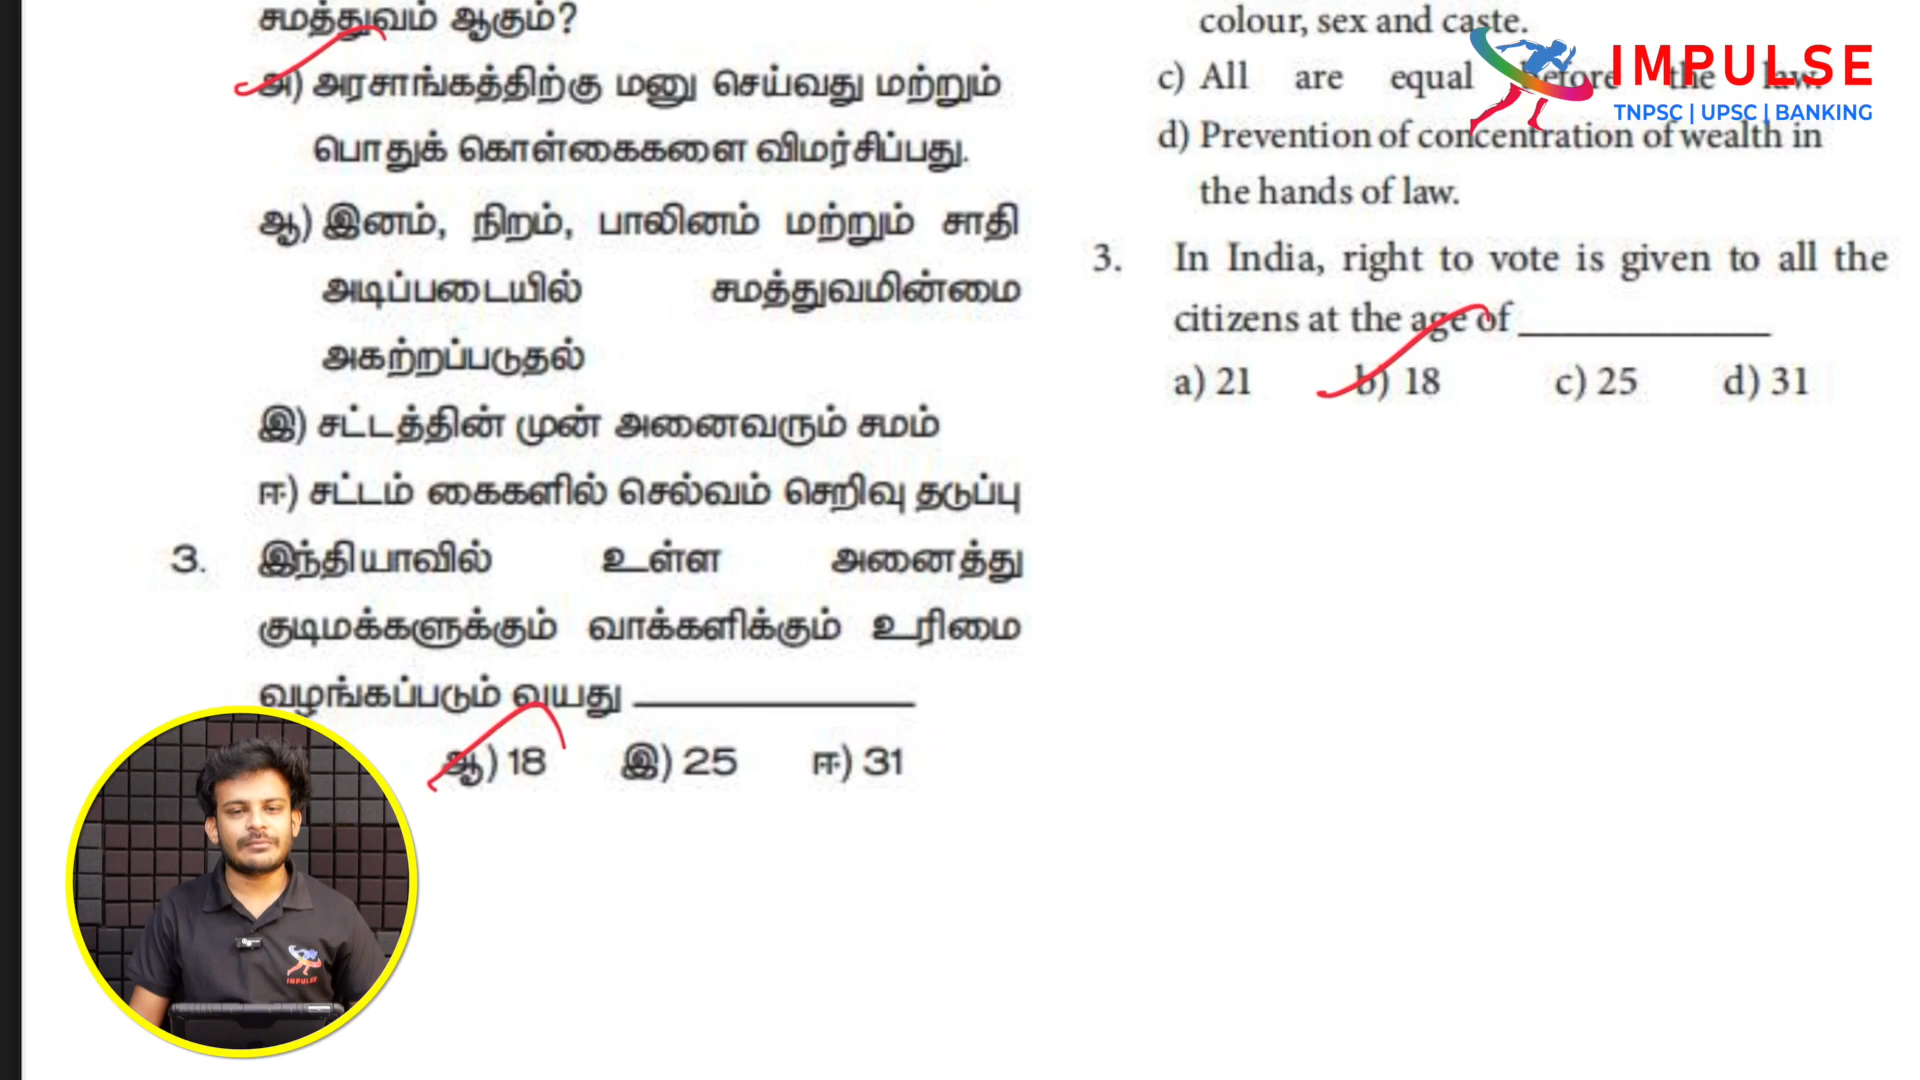 சமத்துவம் ஆகும்?
அ) அரசாங்கத்திற்கு மனு செய்வது மற்றும்
பொதுக் கொள்கைகளை விமர்சிப்பது.
ஆ) இனம், நிறம், பாலினம் மற்றும் சாதி
அடிப்படையில் சமத்துவமின்மை
அகற்றப்படுதல்
இ) சட்டத்தின் முன் அனைவரும் சமம்
ஈ) சட்டம் கைகளில் செல்வம் செறிவு தடுப்பு
3. இந்தியாவில் உள்ள அனைத்து
குடிமக்களுக்கும் வாக்களிக்கும் உரிமை
வழங்கப்படும் வயது ____________
ஆ) 18 இ) 25 ஈ) 31
colour, sex and caste.
c) All are equal before the law.
d) Prevention of concentration of wealth in
the hands of law.
3. In India, right to vote is given to all the
citizens at the age of ____________
a) 21 b) 18 c) 25 d) 31
IMPULSE
TNPSC | UPSC | BANKING
IMPULSE